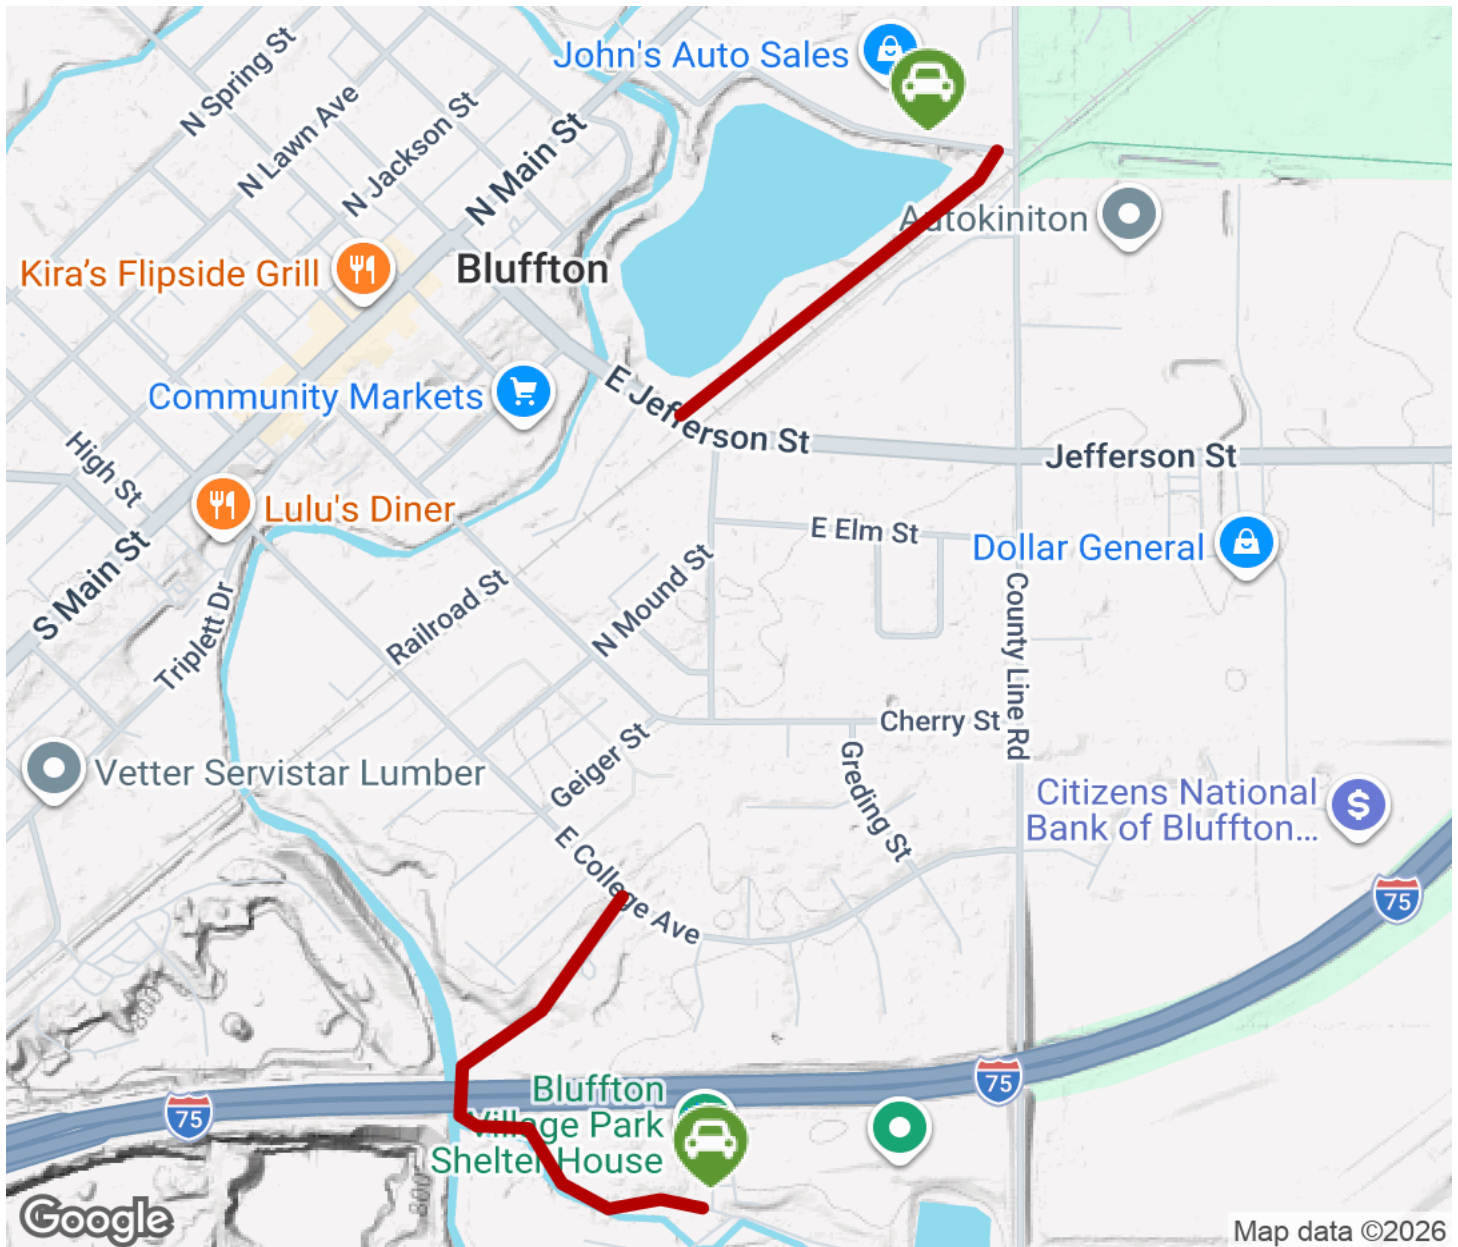 John's Auto Sales
N Spring St
N Lawn Ave
N Jackson St
N Main St
Autokiniton
Kira's Flipside Grill
Bluffton
Community Markets
E Jefferson St
Jefferson St
High St
Lulu's Diner
E Elm St
Dollar General
S Main St
Triplett Dr
Railroad St
N Mound St
County Line Rd
Cherry St
Geiger St
Greding St
Vetter Servistar Lumber
Citizens National
Bank of Bluffton...
E College Ave
75
75
75
Bluffton
Village Park
Shelter House
800
Google
Map data ©2026